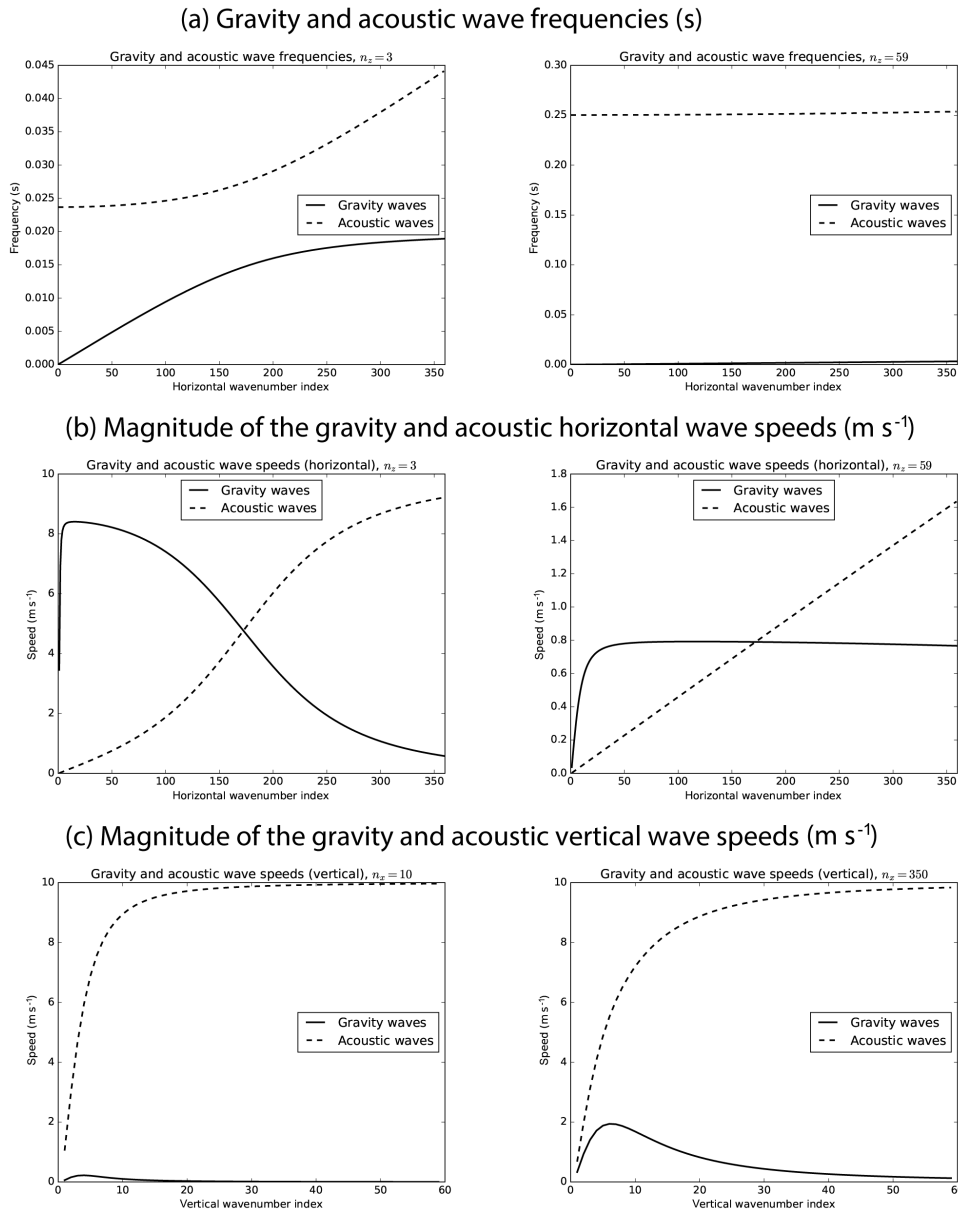 (a) Gravity and acoustic wave frequencies (s)
Gravity and acoustic wave frequencies, n_z = 3
0.045
0.040
0.035
0.030
0.025
0.020
0.015
0.010
0.005
0.000
Frequency (s)
Gravity waves
Acoustic waves
0 50 100 150 200 250 300 350
Horizontal wavenumber index
Gravity and acoustic wave frequencies, n_z = 59
0.30
0.25
0.20
0.15
0.10
0.05
0.00
Frequency (s)
Gravity waves
Acoustic waves
0 50 100 150 200 250 300 350
Horizontal wavenumber index
(b) Magnitude of the gravity and acoustic horizontal wave speeds (m s⁻¹)
Gravity and acoustic wave speeds (horizontal), n_z = 3
10
8
6
4
2
0
Speed (m s⁻¹)
Gravity waves
Acoustic waves
0 50 100 150 200 250 300 350
Horizontal wavenumber index
Gravity and acoustic wave speeds (horizontal), n_z = 59
1.8
1.6
1.4
1.2
1.0
0.8
0.6
0.4
0.2
0.0
Speed (m s⁻¹)
Gravity waves
Acoustic waves
0 50 100 150 200 250 300 350
Horizontal wavenumber index
(c) Magnitude of the gravity and acoustic vertical wave speeds (m s⁻¹)
Gravity and acoustic wave speeds (vertical), n_x = 10
10
8
6
4
2
0
Speed (m s⁻¹)
Gravity waves
Acoustic waves
0 10 20 30 40 50 60
Vertical wavenumber index
Gravity and acoustic wave speeds (vertical), n_x = 350
10
8
6
4
2
0
Speed (m s⁻¹)
Gravity waves
Acoustic waves
0 10 20 30 40 50 6
Vertical wavenumber index